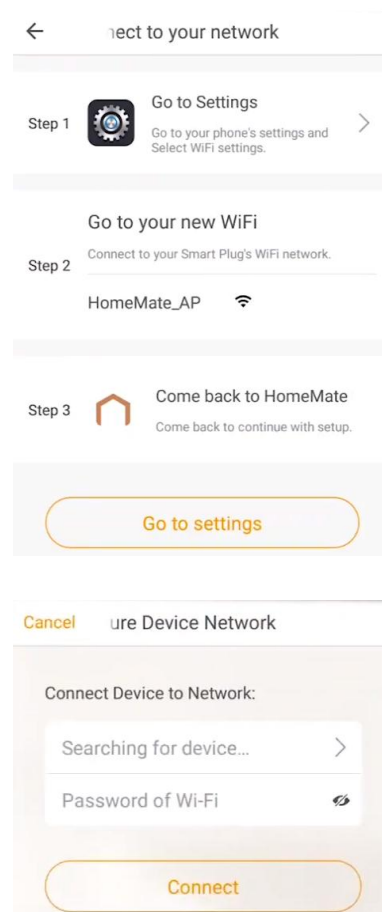 nect to your network
Step 1
Go to Settings
Go to your phone's settings and
Select WiFi settings.
Step 2
Go to your new WiFi
Connect to your Smart Plug's WiFi network.
HomeMate_AP
Step 3
Come back to HomeMate
Come back to continue with setup.
Go to settings
Cancel
ure Device Network
Connect Device to Network:
Searching for device...
Password of Wi-Fi
Connect